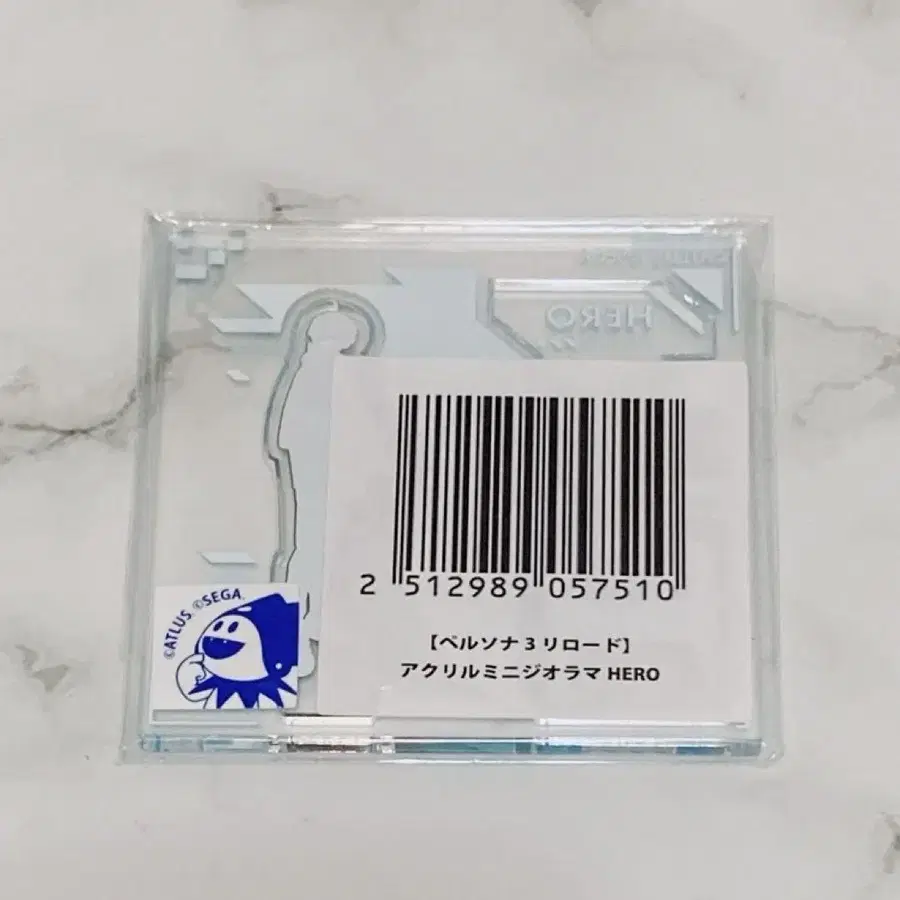 HERO
2 512989 057510
©ATLUS. ©SEGA.
【ペルソナ３リロード】
アクリルミニジオラマ HERO